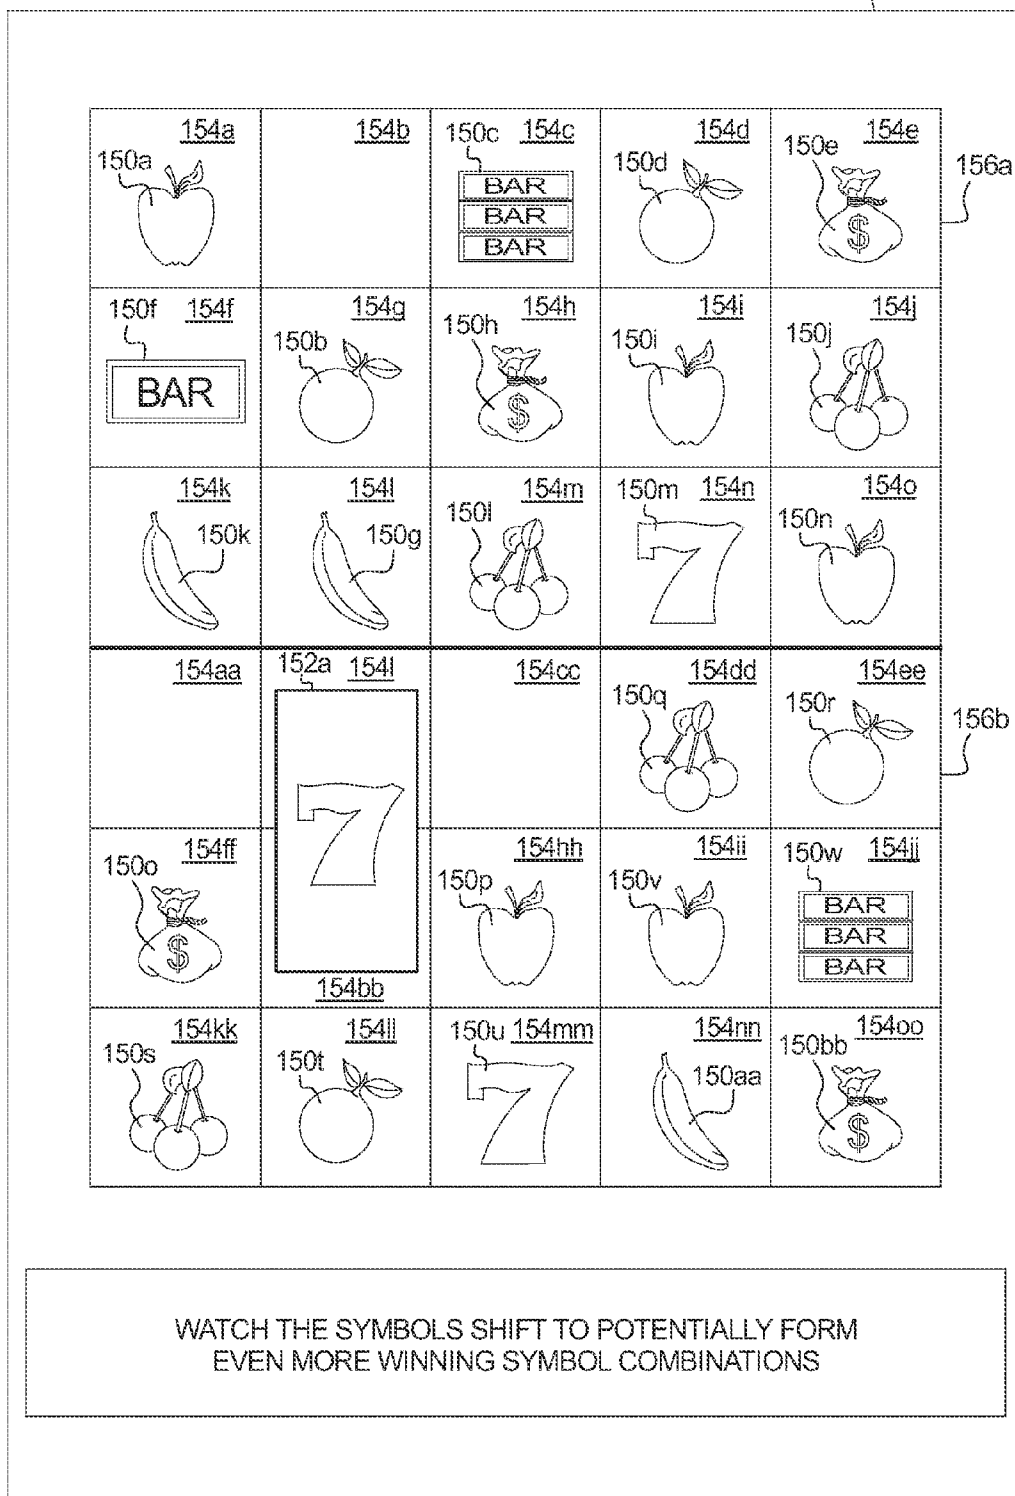 154a 154b 150c 154c 154d 154e
150a 150d 150e 156a
BAR
BAR
BAR
$
150f 154f 154g 154h 154i 154j
150b 150h 150i 150j
BAR $
154k 154l 154m 150m 154n 154o
150k 150g 150l 7 150n
154aa 152a 154l 154cc 154dd 154ee
150q 150r 156b
7
154ff 154hh 154ii 150w 154jj
150o 150p 150v
$ BAR
BAR
BAR
154bb
154kk 154ll 150u 154mm 154nn 154oo
150s 150t 7 150aa 150bb
$
WATCH THE SYMBOLS SHIFT TO POTENTIALLY FORM
EVEN MORE WINNING SYMBOL COMBINATIONS